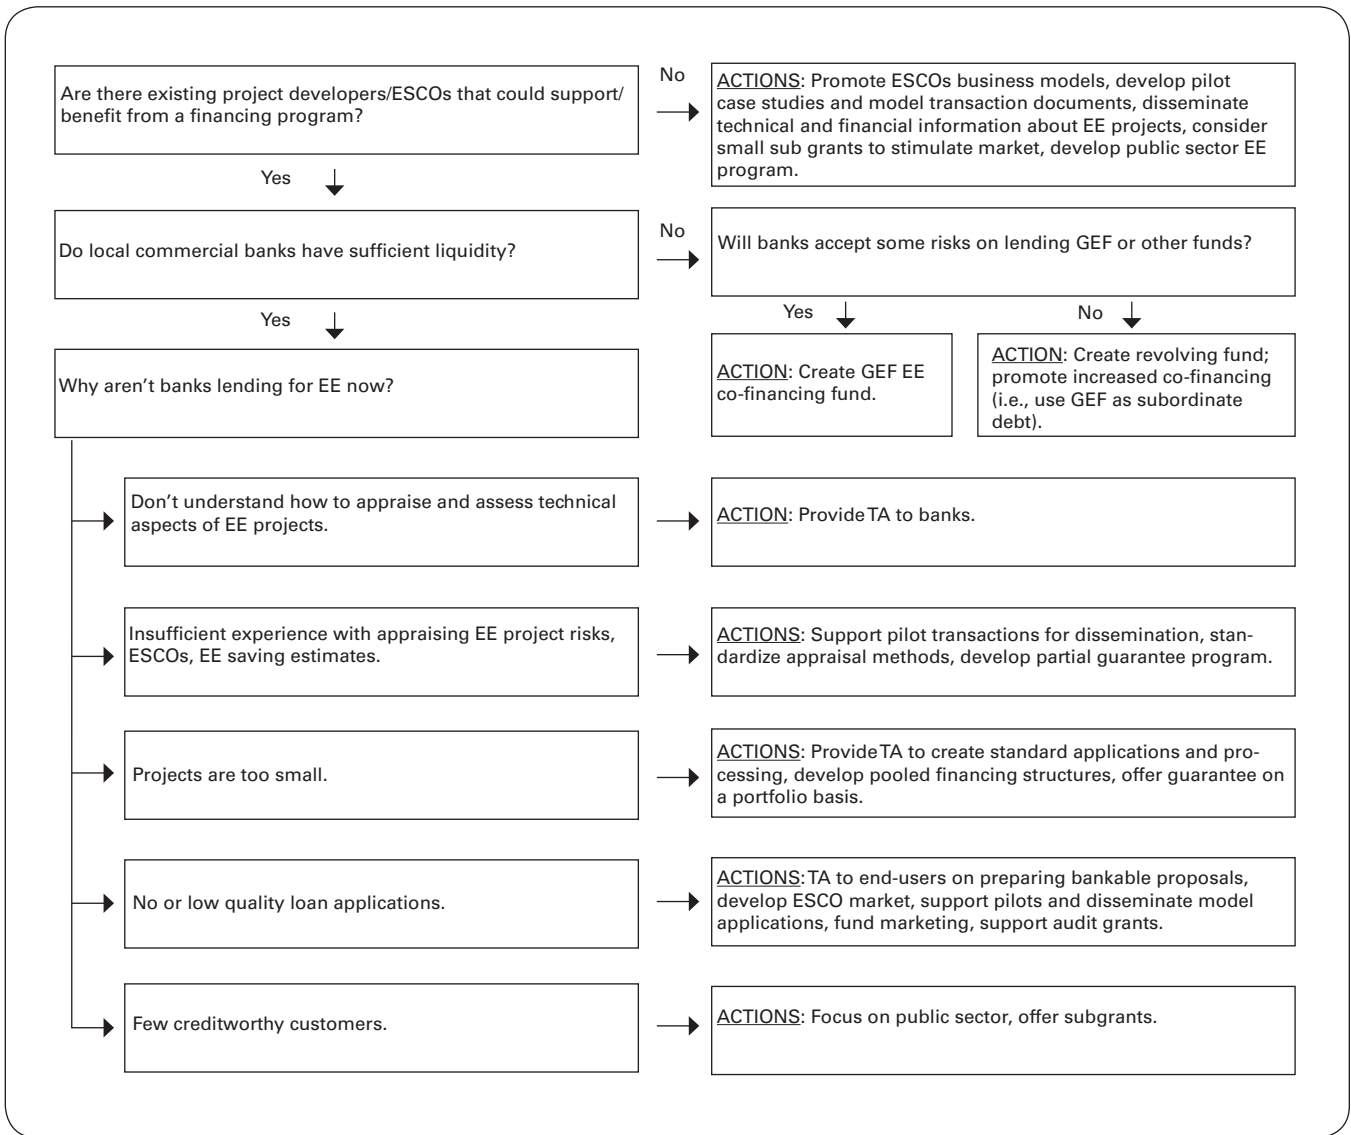 Are there existing project developers/ESCOs that could support/
benefit from a financing program?
No
ACTIONS: Promote ESCOs business models, develop pilot
case studies and model transaction documents, disseminate
technical and financial information about EE projects, consider
small sub grants to stimulate market, develop public sector EE
program.
Yes
Do local commercial banks have sufficient liquidity?
No
Will banks accept some risks on lending GEF or other funds?
Yes
Yes
No
Why aren't banks lending for EE now?
ACTION: Create GEF EE
co-financing fund.
ACTION: Create revolving fund;
promote increased co-financing
(i.e., use GEF as subordinate
debt).
Don't understand how to appraise and assess technical
aspects of EE projects.
ACTION: Provide TA to banks.
Insufficient experience with appraising EE project risks,
ESCOs, EE saving estimates.
ACTIONS: Support pilot transactions for dissemination, stan-
dardize appraisal methods, develop partial guarantee program.
Projects are too small.
ACTIONS: Provide TA to create standard applications and pro-
cessing, develop pooled financing structures, offer guarantee on
a portfolio basis.
No or low quality loan applications.
ACTIONS: TA to end-users on preparing bankable proposals,
develop ESCO market, support pilots and disseminate model
applications, fund marketing, support audit grants.
Few creditworthy customers.
ACTIONS: Focus on public sector, offer subgrants.